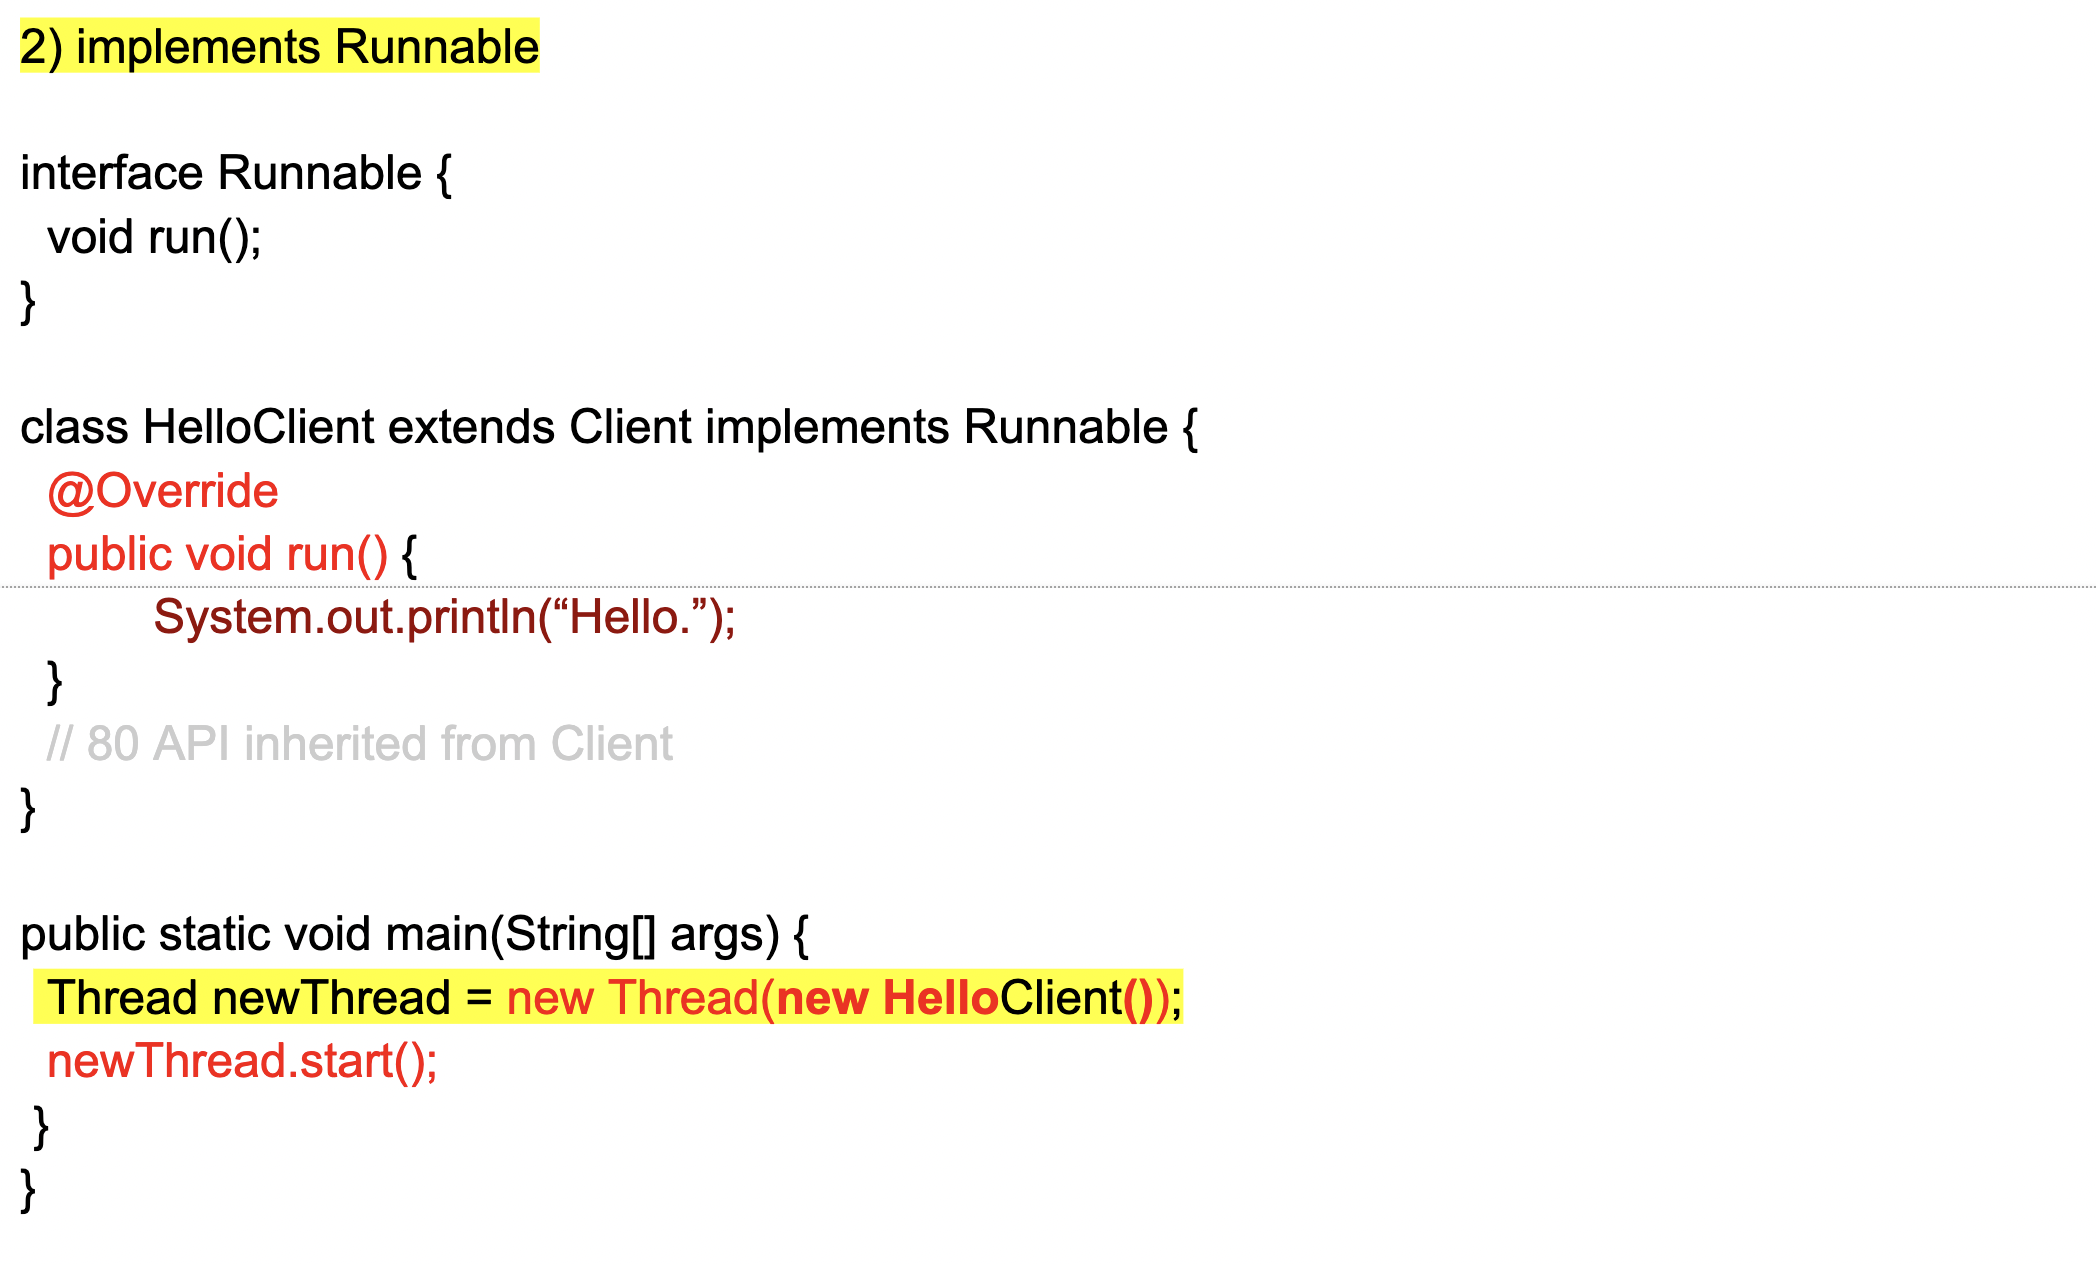 2) implements Runnable
interface Runnable {
void run();
}
class HelloClient extends Client implements Runnable {
@Override
public void run() {
System.out.println(“Hello.”);
}
// 80 API inherited from Client
}
public static void main(String[] args) {
Thread newThread = new Thread(new HelloClient());
newThread.start();
}
}